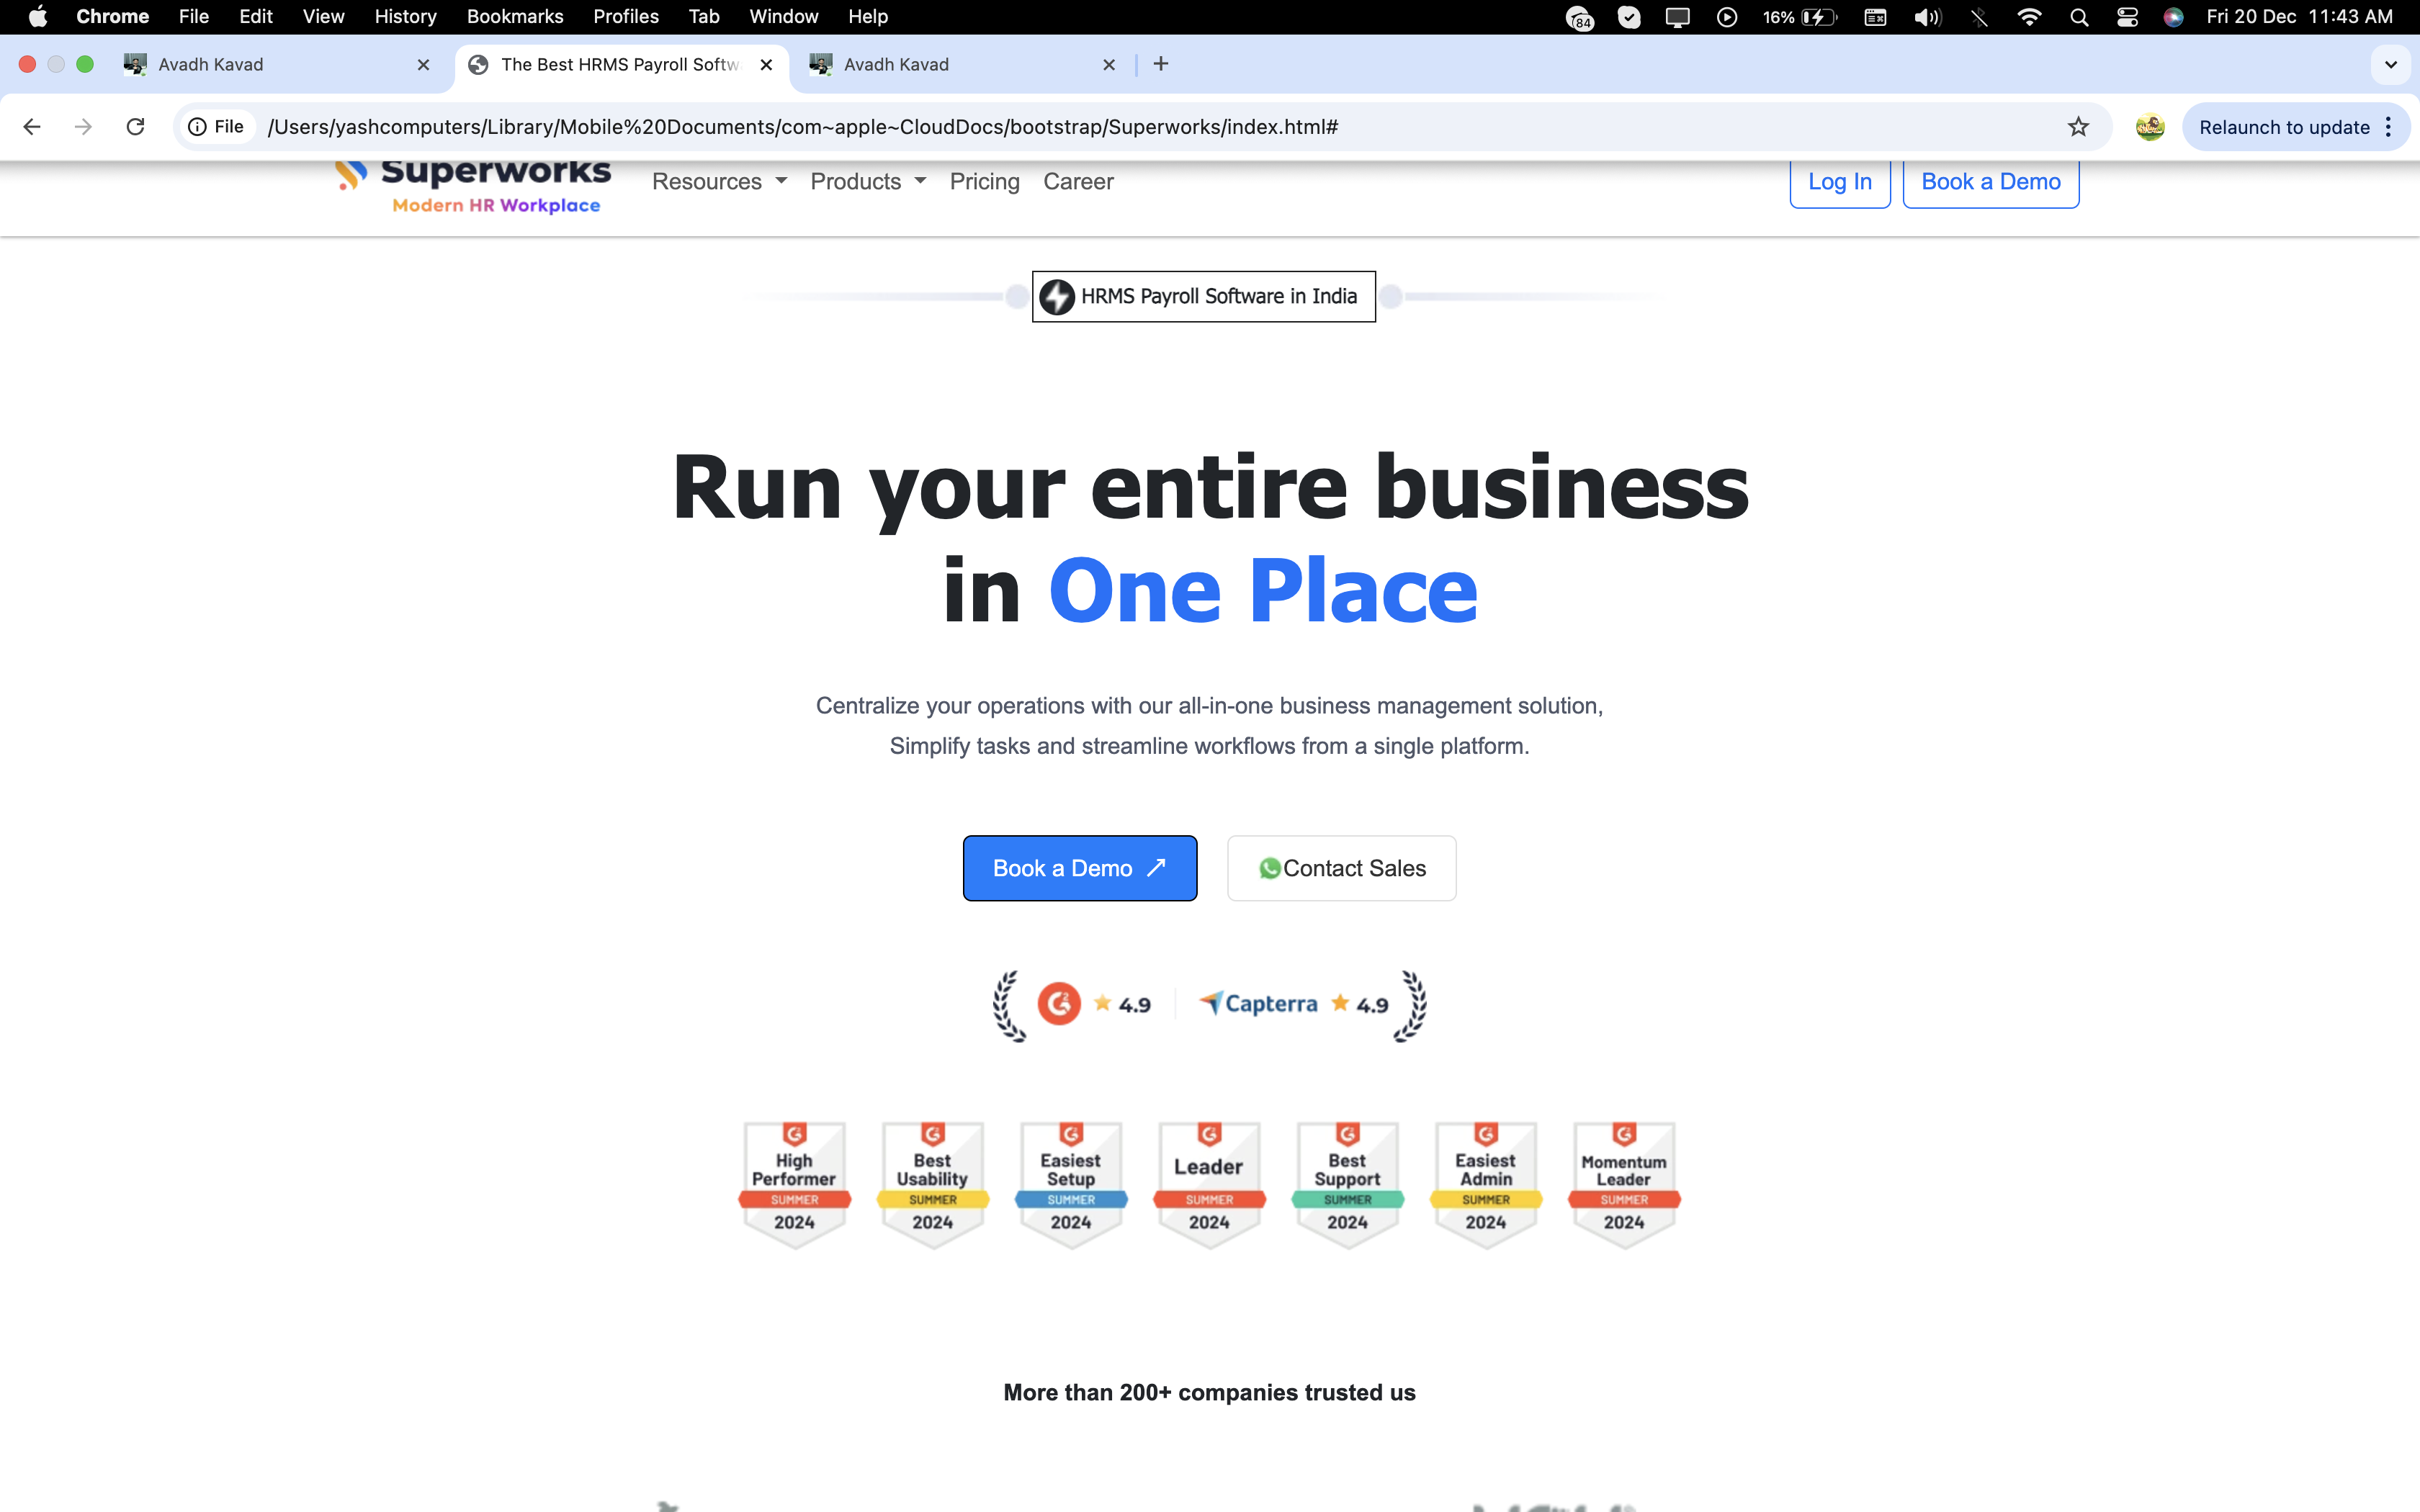 Chrome File Edit View History Bookmarks Profiles Tab Window Help 84 16% Fri 20 Dec 11:43 AM
Avadh Kavad The Best HRMS Payroll Softw Avadh Kavad
File /Users/yashcomputers/Library/Mobile%20Documents/com~apple~CloudDocs/bootstrap/Superworks/index.html# Relaunch to update
Superworks
Modern HR Workplace
Resources Products Pricing Career Log In Book a Demo
HRMS Payroll Software in India
Run your entire business
in One Place
Centralize your operations with our all-in-one business management solution,
Simplify tasks and streamline workflows from a single platform.
Book a Demo Contact Sales
G2 4.9 Capterra 4.9
High Performer SUMMER 2024
Best Usability SUMMER 2024
Easiest Setup SUMMER 2024
Leader SUMMER 2024
Best Support SUMMER 2024
Easiest Admin SUMMER 2024
Momentum Leader SUMMER 2024
More than 200+ companies trusted us